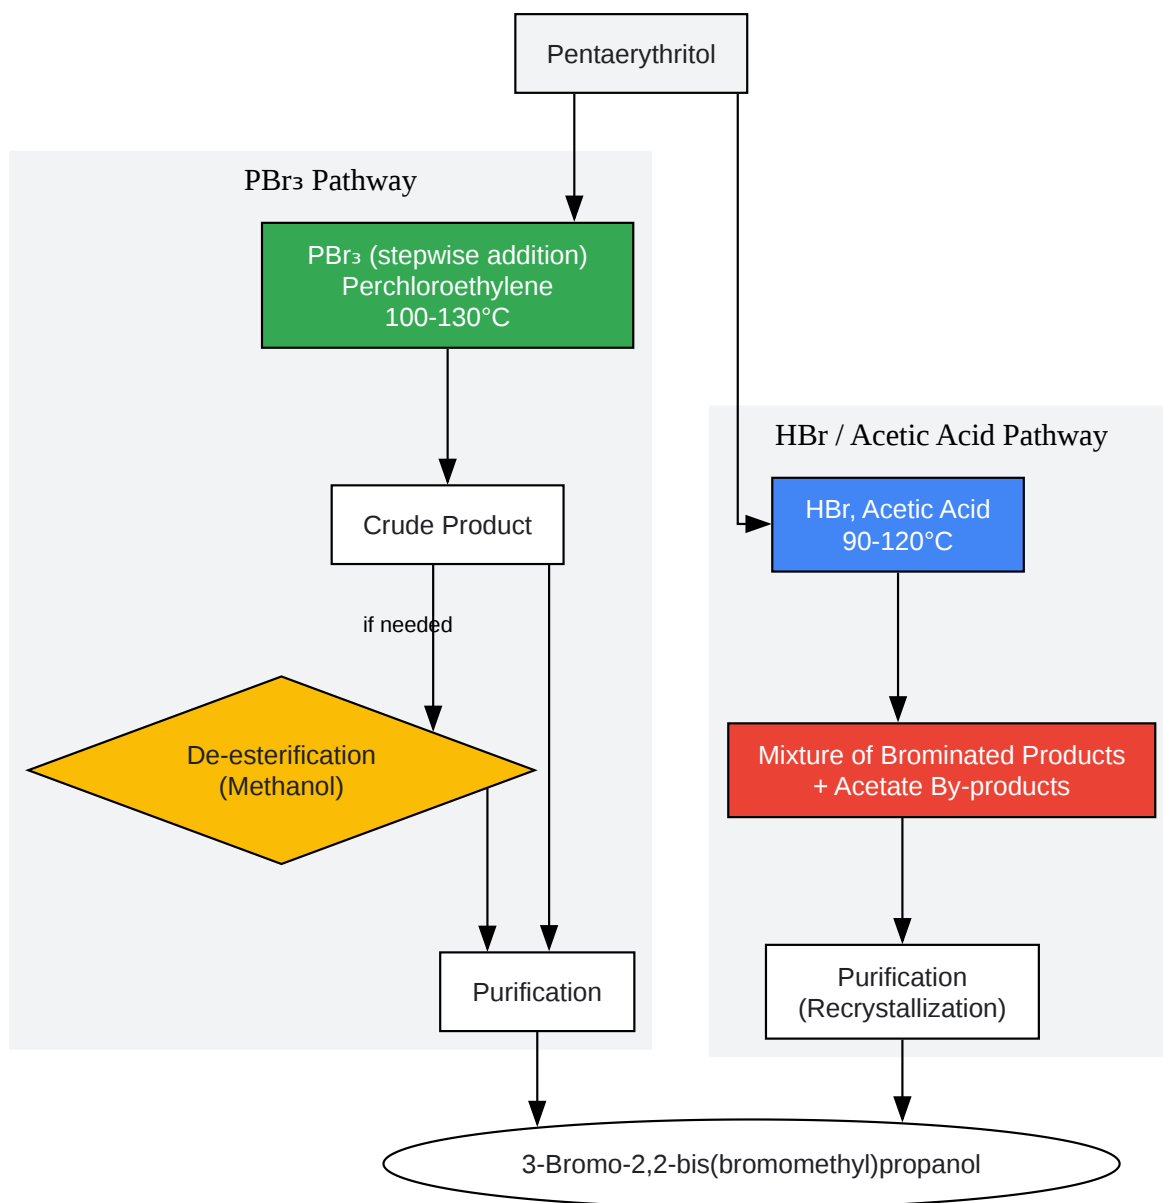 Pentaerythritol
PBr₃ Pathway
PBr₃ (stepwise addition)
Perchloroethylene
100-130°C
HBr / Acetic Acid Pathway
HBr, Acetic Acid
90-120°C
Crude Product
if needed
De-esterification
(Methanol)
Mixture of Brominated Products
+ Acetate By-products
Purification
Purification
(Recrystallization)
3-Bromo-2,2-bis(bromomethyl)propanol